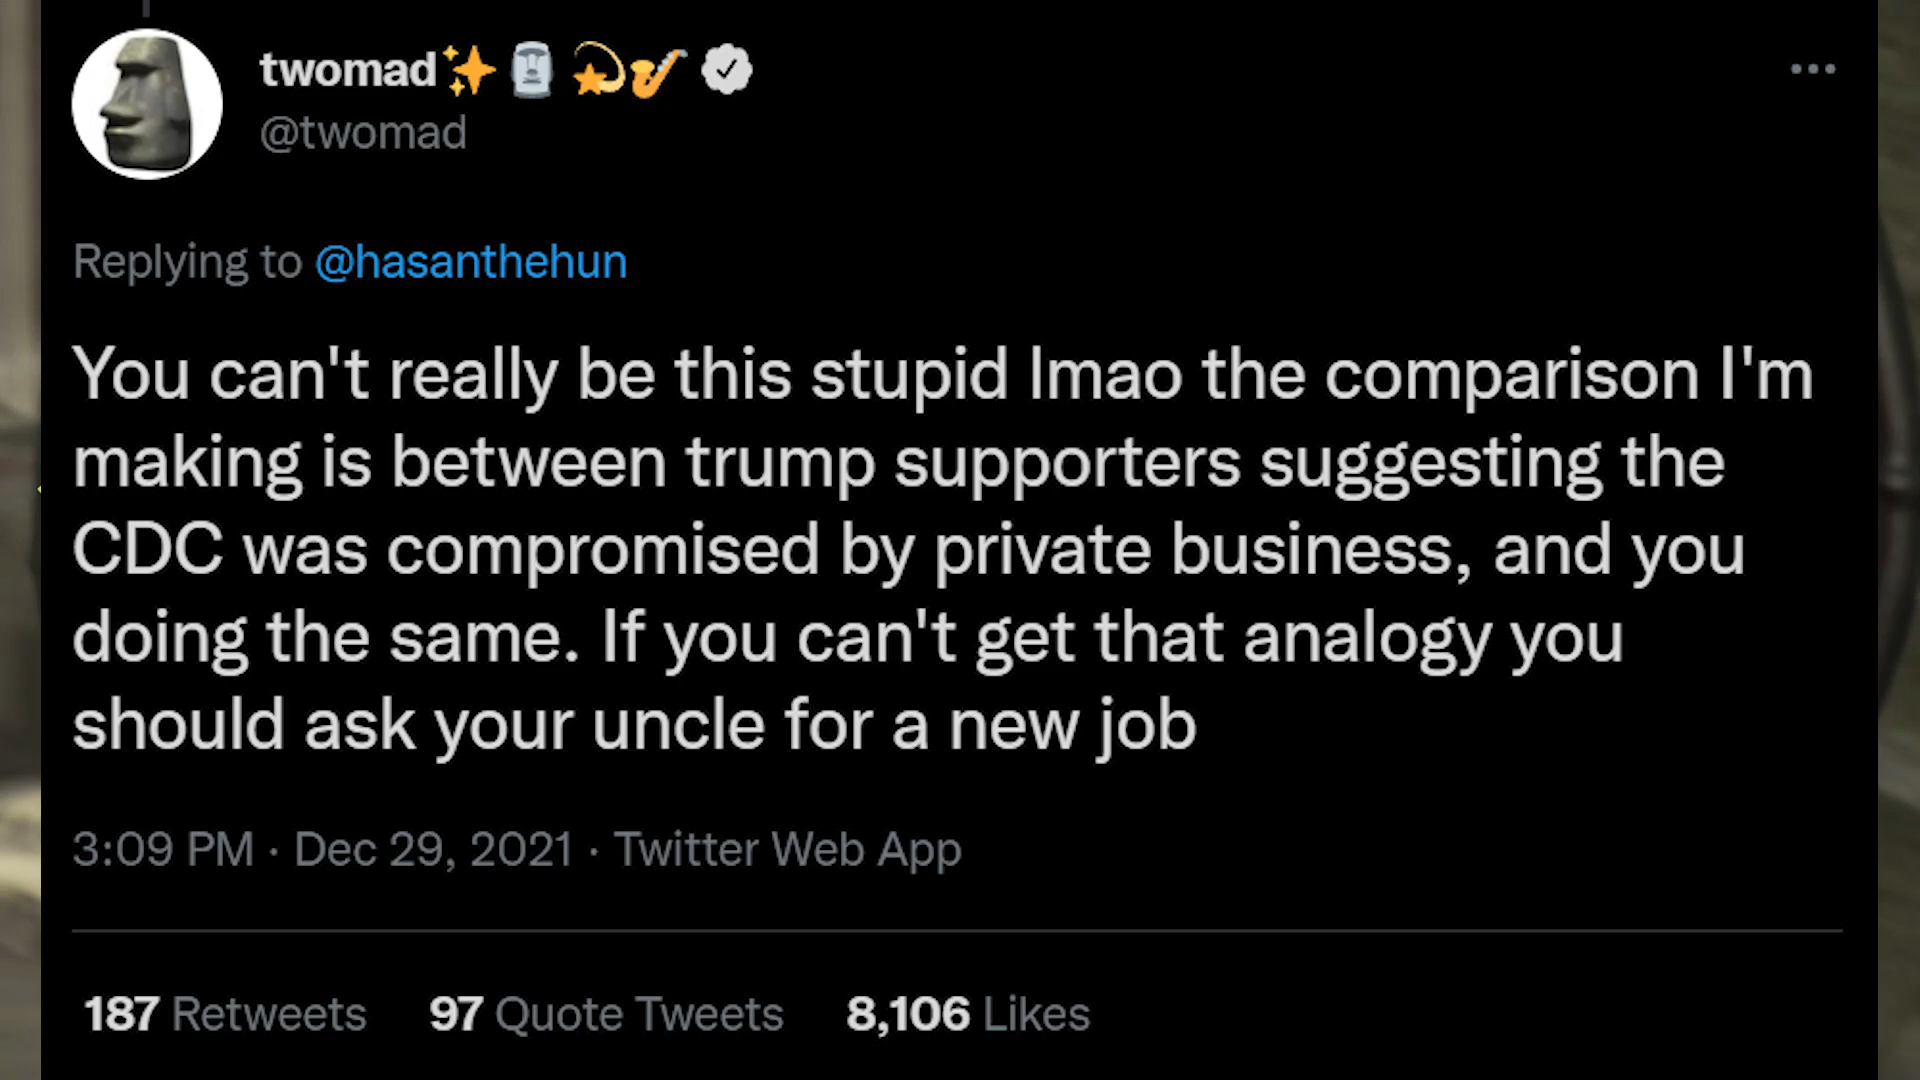 twomad✨🗿💫🎷
@twomad
Replying to @hasanthehun
You can't really be this stupid lmao the comparison I'm
making is between trump supporters suggesting the
CDC was compromised by private business, and you
doing the same. If you can't get that analogy you
should ask your uncle for a new job
3:09 PM · Dec 29, 2021 · Twitter Web App
187 Retweets 97 Quote Tweets 8,106 Likes